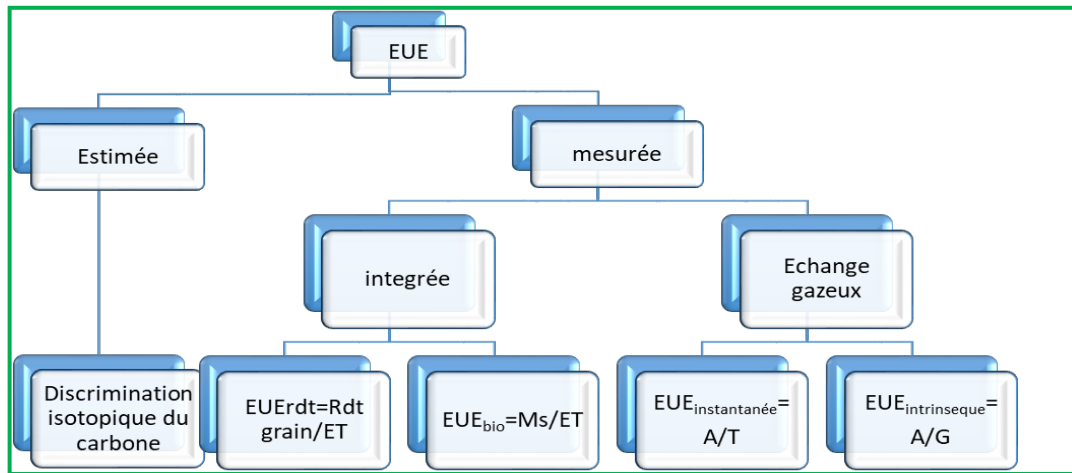 EUE
Estimée
mesurée
integrée
Echange
gazeux
Discrimination
isotopique du
carbone
EUErdt=Rdt
grain/ET
EUEbio=Ms/ET
EUEinstantanée=
A/T
EUEintrinseque=
A/G